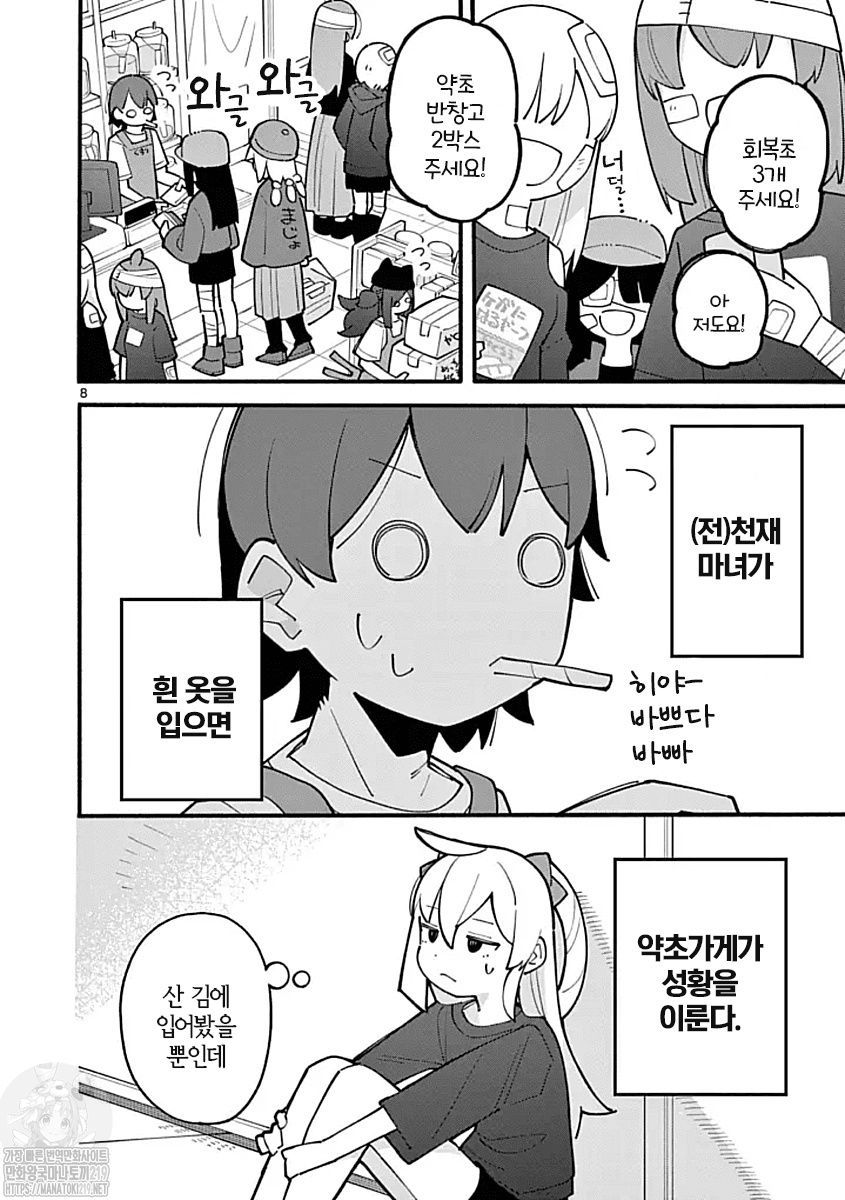 회복초
3개
주세요!
너
덜…
아
저도요!
약초
반창고
2박스
주세요!
와글
와글
まじょ
8
(전)천재
마녀가
히야-
바쁘다
바빠
흰 옷을
입으면
약초가게가
성황을
이룬다.
산 김에
입어봤을
뿐인데
가장 빠른 번역만화사이트
만화왕국마나토끼219
HTTPS://MANATOKI219.NET